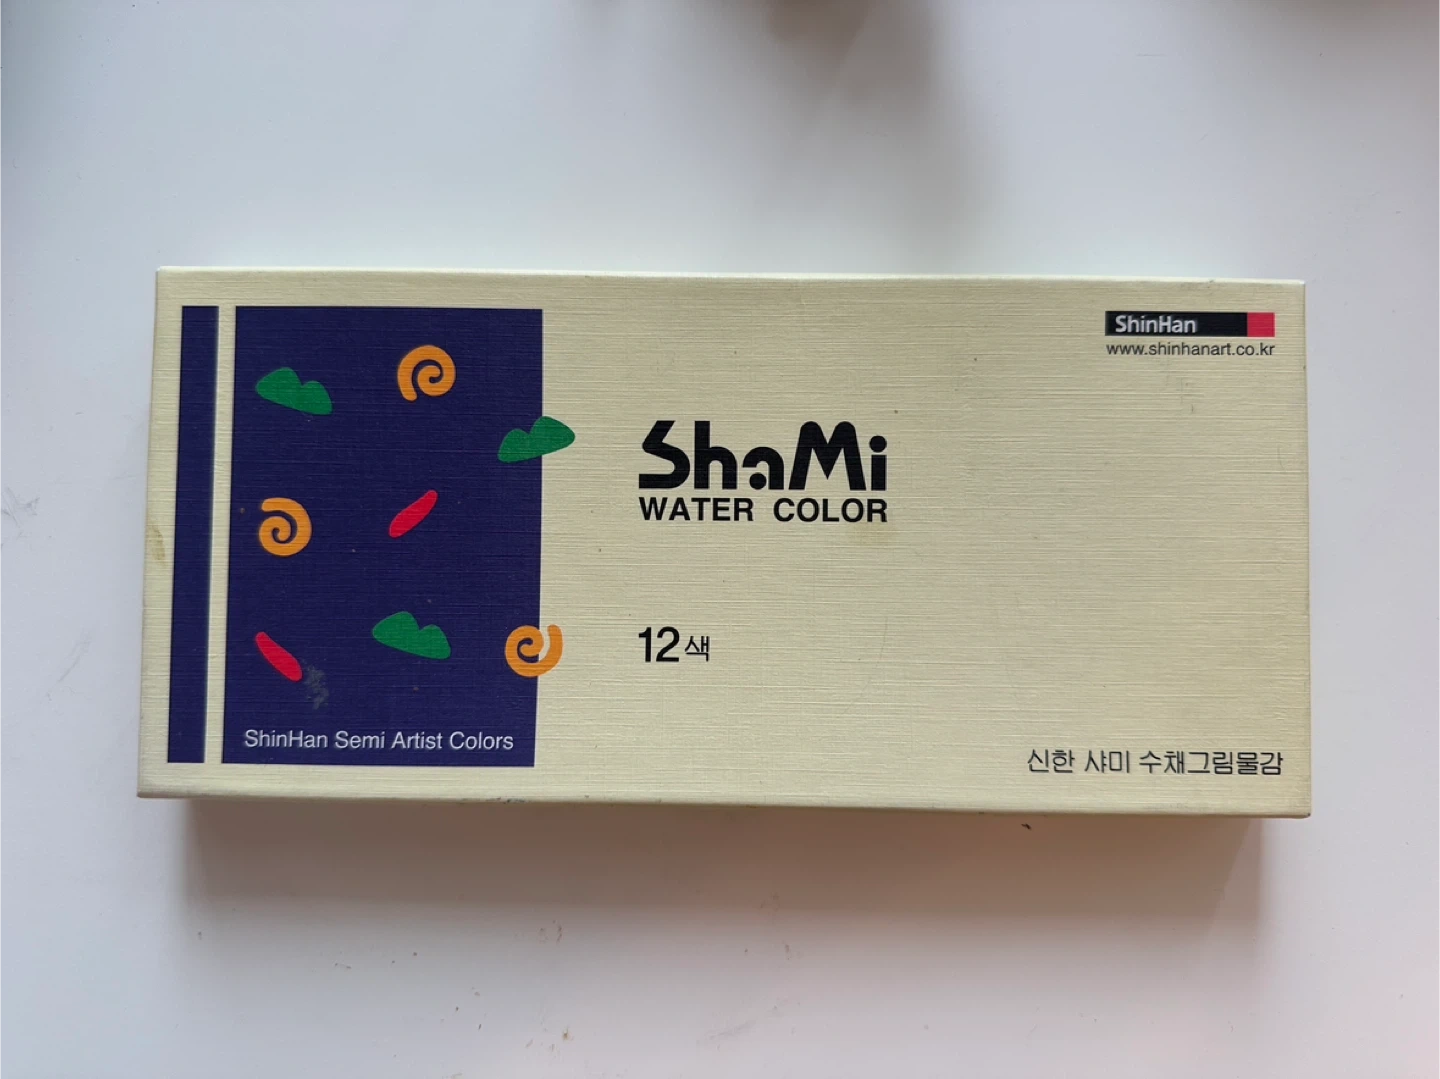 ShinHan
www.shinhanart.co.kr
ShaMi
WATER COLOR
12색
ShinHan Semi Artist Colors
신한 샤미 수채그림물감